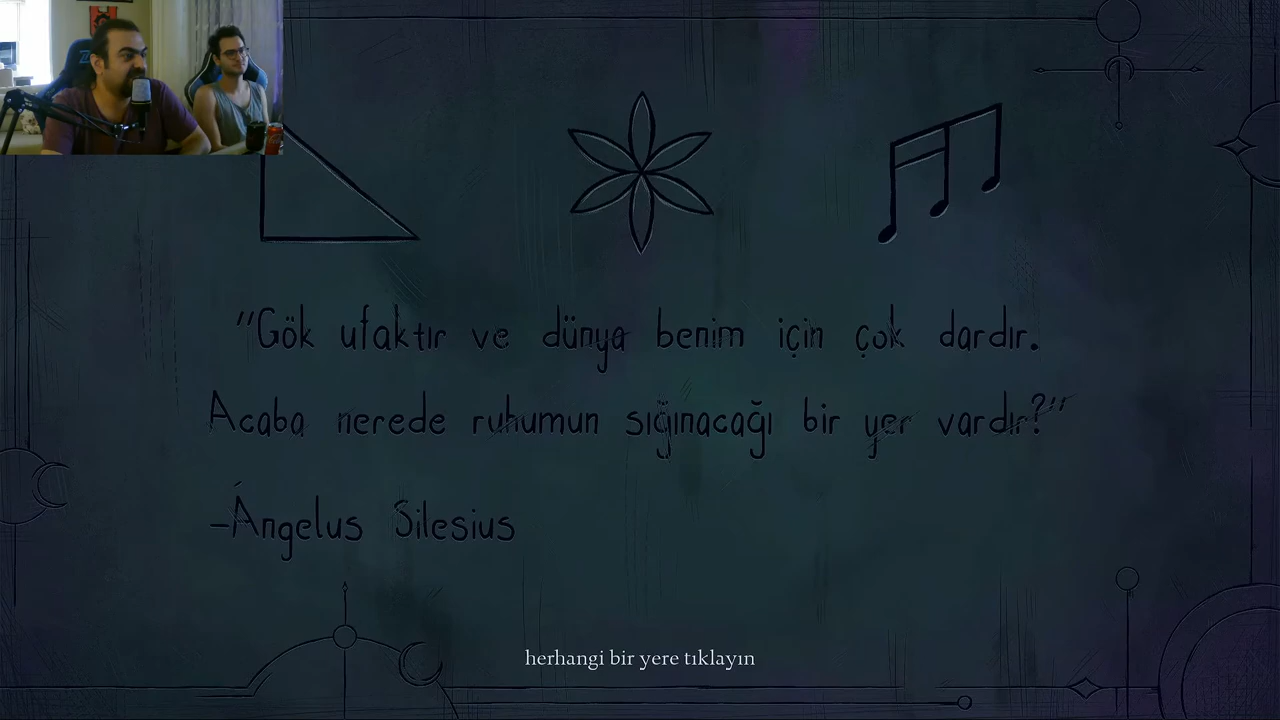 "Gök ufaktır ve dünya benim için çok dardır.
Acaba nerede ruhumun sığınacağı bir yer vardır?"
-Ángelus Silesius
herhangi bir yere tıklayın